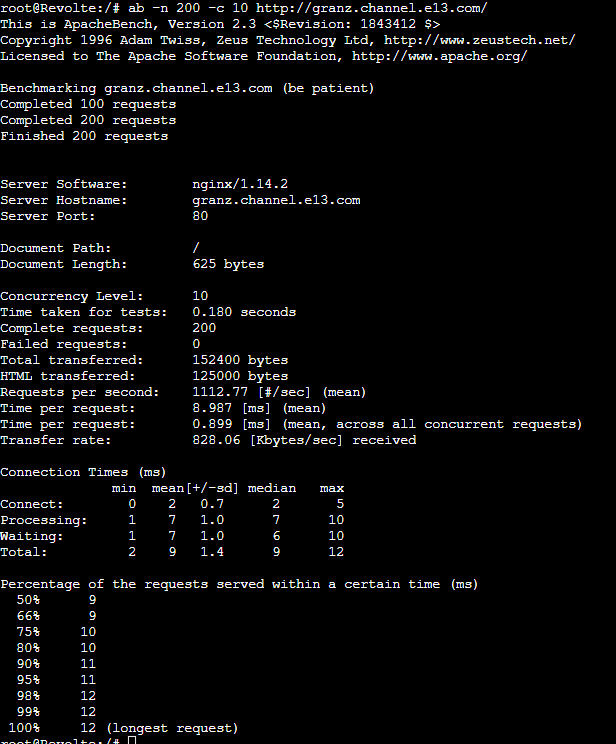 root@Revolte:/# ab -n 200 -c 10 http://granz.channel.e13.com/
This is ApacheBench, Version 2.3 <$Revision: 1843412 $>
Copyright 1996 Adam Twiss, Zeus Technology Ltd, http://www.zeustech.net/
Licensed to The Apache Software Foundation, http://www.apache.org/
Benchmarking granz.channel.e13.com (be patient)
Completed 100 requests
Completed 200 requests
Finished 200 requests
Server Software:        nginx/1.14.2
Server Hostname:        granz.channel.e13.com
Server Port:            80
Document Path:          /
Document Length:        625 bytes
Concurrency Level:      10
Time taken for tests:   0.180 seconds
Complete requests:      200
Failed requests:        0
Total transferred:      152400 bytes
HTML transferred:       125000 bytes
Requests per second:    1112.77 [#/sec] (mean)
Time per request:       8.987 [ms] (mean)
Time per request:       0.899 [ms] (mean, across all concurrent requests)
Transfer rate:          828.06 [Kbytes/sec] received
Connection Times (ms)
              min  mean[+/-sd] median   max
Connect:        0    2   0.7      2       5
Processing:     1    7   1.0      7      10
Waiting:        1    7   1.0      6      10
Total:          2    9   1.4      9      12
Percentage of the requests served within a certain time (ms)
  50%      9
  66%      9
  75%     10
  80%     10
  90%     11
  95%     11
  98%     12
  99%     12
 100%     12 (longest request)
root@Revolte:/#